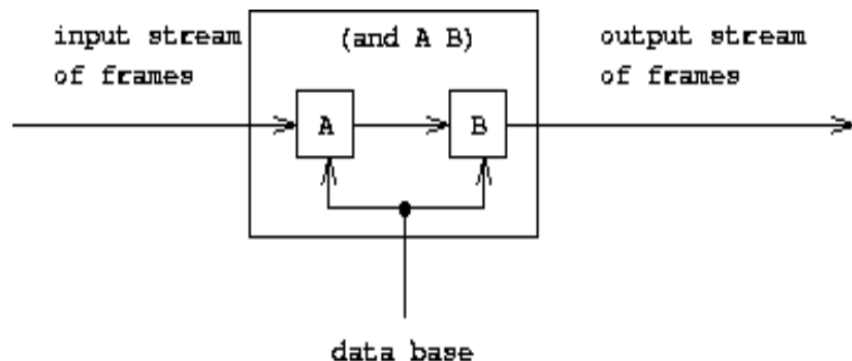 input stream
of frames
(and A B)
output stream
of frames
A
B
data base